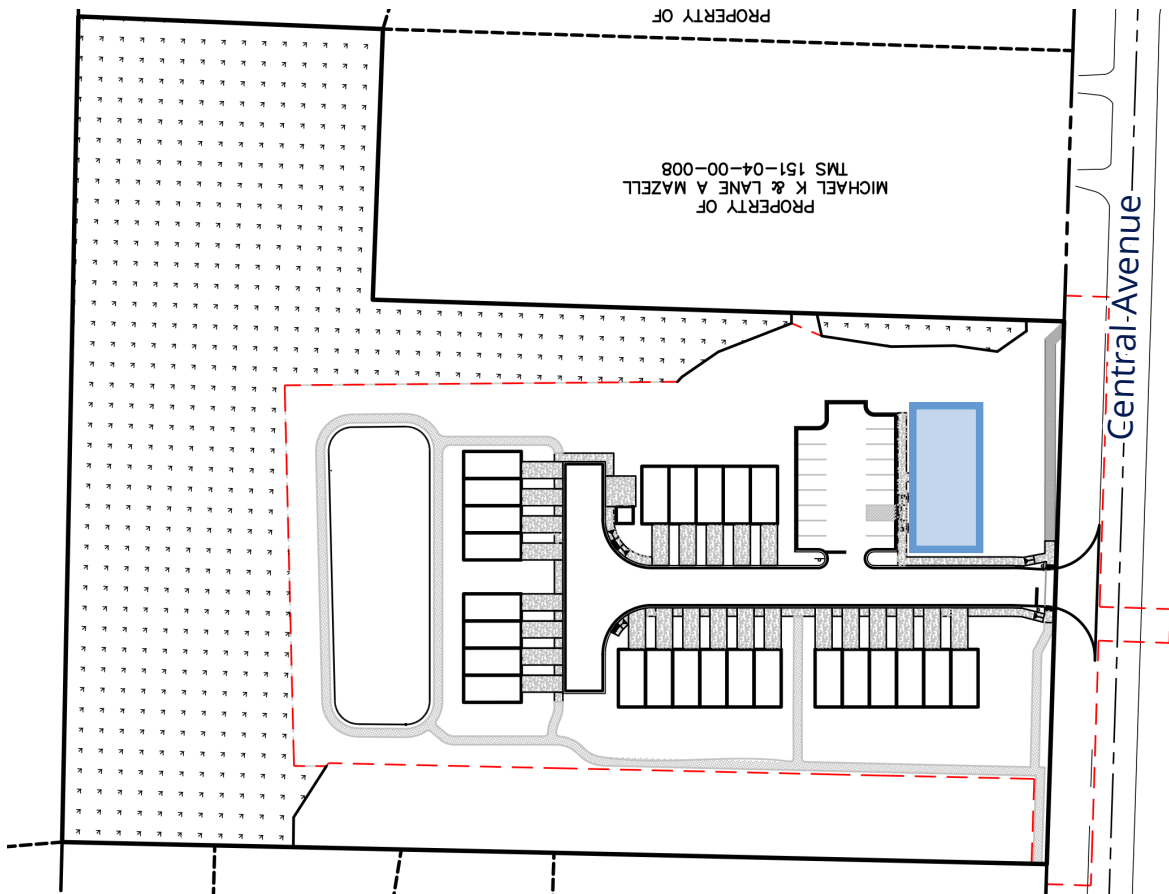 PROPERTY OF
PROPERTY OF
MICHAEL K & LANE A MAZELL
TMS 151-04-00-008
Central Avenue